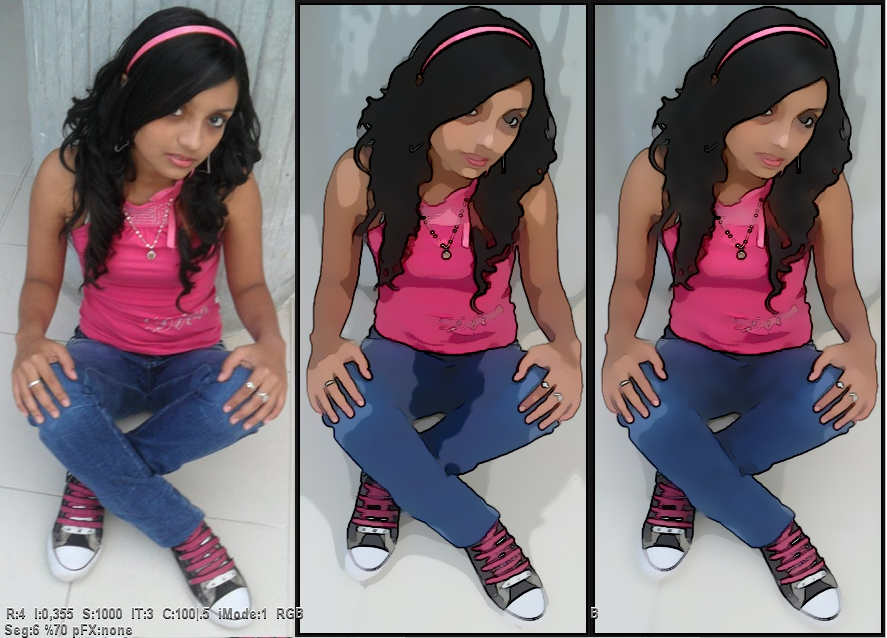 R:4 I:0,355 S:1000 IT:3 C:100|.5 iMode:1 RGB
B
Seg:6 %70 pFX:none